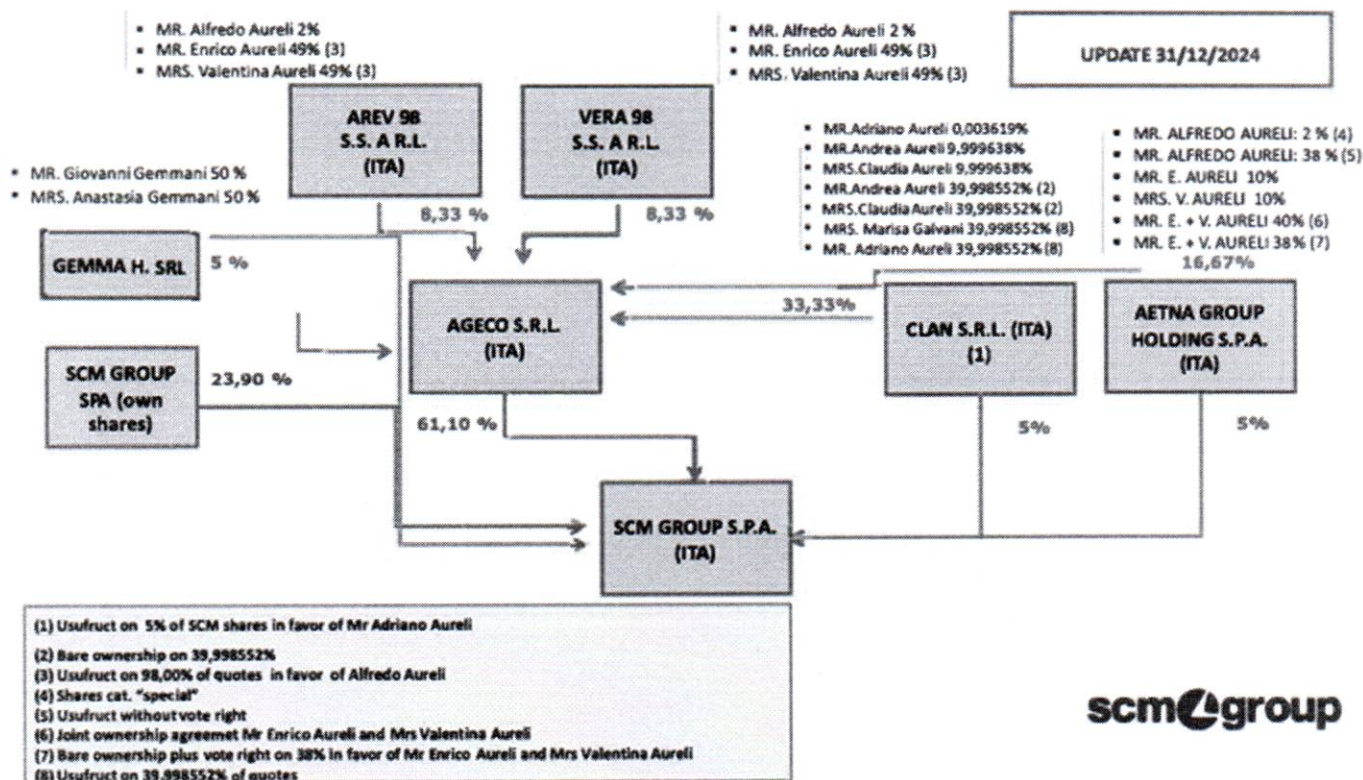 ▪ MR. Alfredo Aureli 2%
▪ MR. Enrico Aureli 49% (3)
▪ MRS. Valentina Aureli 49% (3)
▪ MR. Alfredo Aureli 2 %
▪ MR. Enrico Aureli 49% (3)
▪ MRS. Valentina Aureli 49% (3)
UPDATE 31/12/2024
AREV 98
S.S. A R.L.
(ITA)
VERA 98
S.S. A R.L.
(ITA)
▪ MR.Adriano Aureli 0,003619%
▪ MR.Andrea Aureli 9,999638%
▪ MRS.Claudia Aureli 9,999638%
▪ MR.Andrea Aureli 39,998552% (2)
▪ MRS.Claudia Aureli 39,998552% (2)
▪ MRS. Marisa Galvani 39,998552% (8)
▪ MR. Adriano Aureli 39,998552% (8)
▪ MR. ALFREDO AURELI: 2 % (4)
▪ MR. ALFREDO AURELI: 38 % (5)
▪ MR. E. AURELI 10%
▪ MRS. V. AURELI 10%
▪ MR. E. + V. AURELI 40% (6)
▪ MR. E. + V. AURELI 38% (7)
▪ MR. Giovanni Gemmani 50 %
▪ MRS. Anastasia Gemmani 50 %
8,33 %
8,33 %
16,67%
GEMMA H. SRL
5 %
33,33%
AGECO S.R.L.
(ITA)
CLAN S.R.L. (ITA)
(1)
AETNA GROUP
HOLDING S.P.A.
(ITA)
SCM GROUP
SPA (own
shares)
23,90 %
61,10 %
5%
5%
SCM GROUP S.P.A.
(ITA)
(1) Usufruct on 5% of SCM shares in favor of Mr Adriano Aureli
(2) Bare ownership on 39,998552%
(3) Usufruct on 98,00% of quotes in favor of Alfredo Aureli
(4) Shares cat. "special"
(5) Usufruct without vote right
(6) Joint ownership agreemet Mr Enrico Aureli and Mrs Valentina Aureli
(7) Bare ownership plus vote right on 38% in favor of Mr Enrico Aureli and Mrs Valentina Aureli
(8) Usufruct on 39,998552% of quotes
scm group